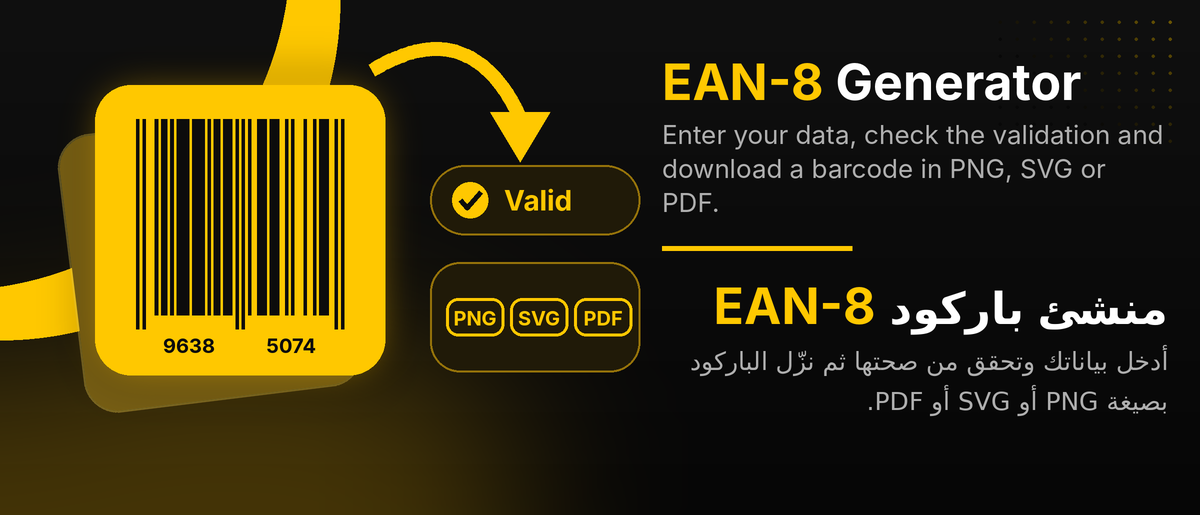 EAN-8 Generator
Enter your data, check the validation and
download a barcode in PNG, SVG or
PDF.
Valid
PNG SVG PDF
9638 5074
منشئ باركود EAN-8
أدخل بياناتك وتحقق من صحتها ثم نزّل الباركود
بصيغة PNG أو SVG أو PDF.